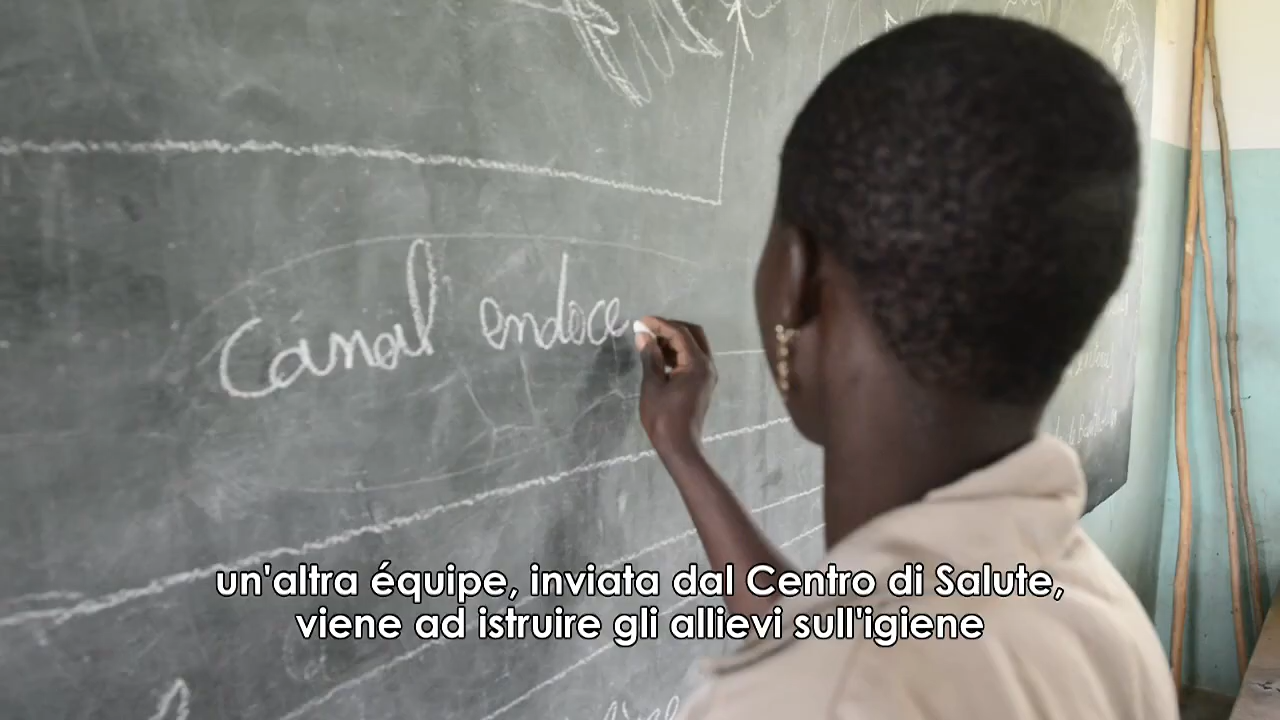 Canal endoce
un'altra équipe, inviata dal Centro di Salute,
viene ad istruire gli allievi sull'igiene